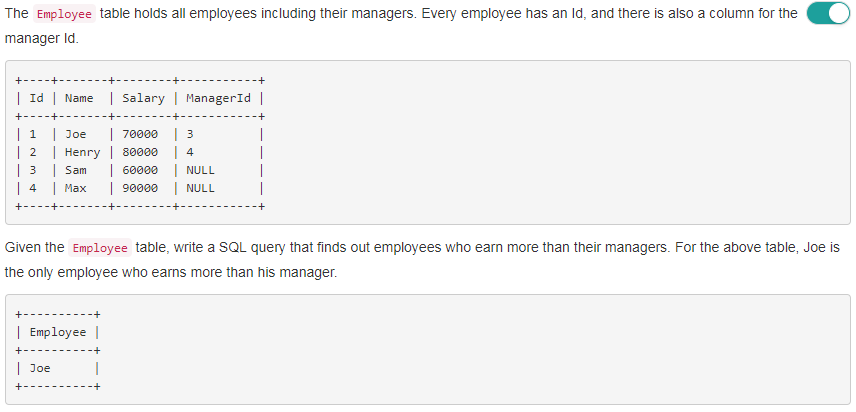 The Employee table holds all employees including their managers. Every employee has an Id, and there is also a column for the
manager Id.
+----+-------+--------+-----------+
| Id | Name  | Salary | ManagerId |
+----+-------+--------+-----------+
| 1  | Joe   | 70000  | 3         |
| 2  | Henry | 80000  | 4         |
| 3  | Sam   | 60000  | NULL      |
| 4  | Max   | 90000  | NULL      |
+----+-------+--------+-----------+
Given the Employee table, write a SQL query that finds out employees who earn more than their managers. For the above table, Joe is
the only employee who earns more than his manager.
+----------+
| Employee |
+----------+
| Joe      |
+----------+